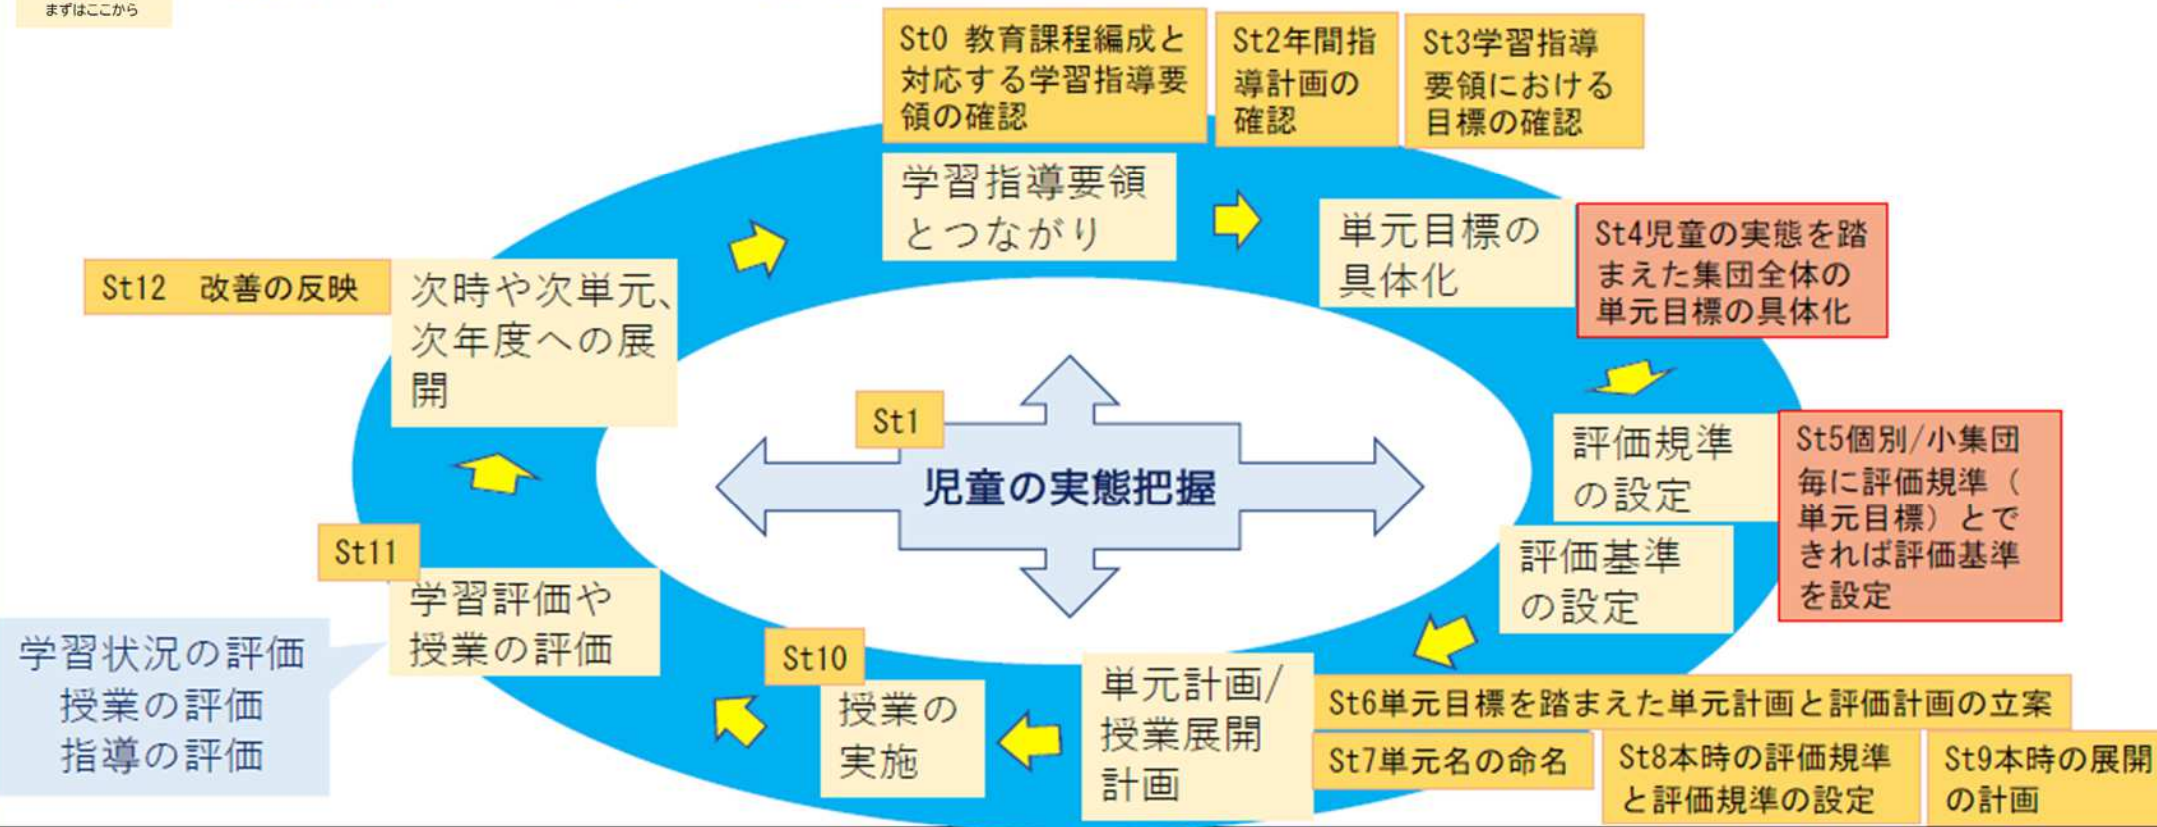 まずはここから
St0 教育課程編成と
対応する学習指導要
領の確認
St2年間指
導計画の
確認
St3学習指導
要領における
目標の確認
学習指導要領
とつながり
単元目標の
具体化
St4児童の実態を踏
まえた集団全体の
単元目標の具体化
St12 改善の反映
次時や次単元、
次年度への展
開
St1
児童の実態把握
評価規準
の設定
St5個別/小集団
毎に評価規準（
単元目標）とで
きれば評価基準
を設定
評価基準
の設定
St11
学習評価や
授業の評価
学習状況の評価
授業の評価
指導の評価
St10
授業の
実施
単元計画/
授業展開
計画
St6単元目標を踏まえた単元計画と評価計画の立案
St7単元名の命名
St8本時の評価規準
と評価規準の設定
St9本時の展開
の計画